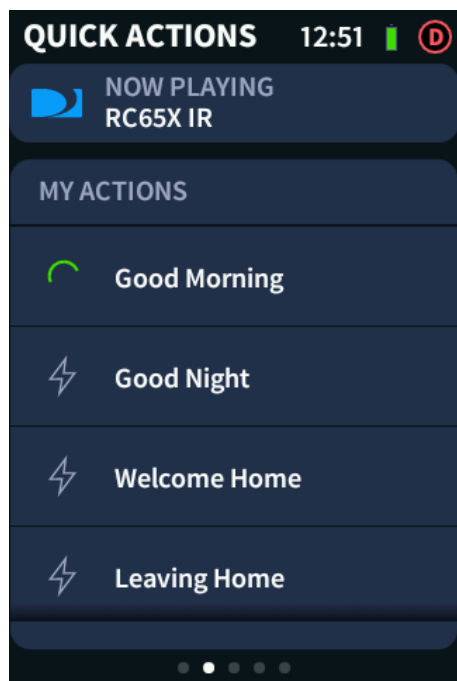 QUICK ACTIONS 12:51 D
NOW PLAYING
RC65X IR
MY ACTIONS
Good Morning
Good Night
Welcome Home
Leaving Home